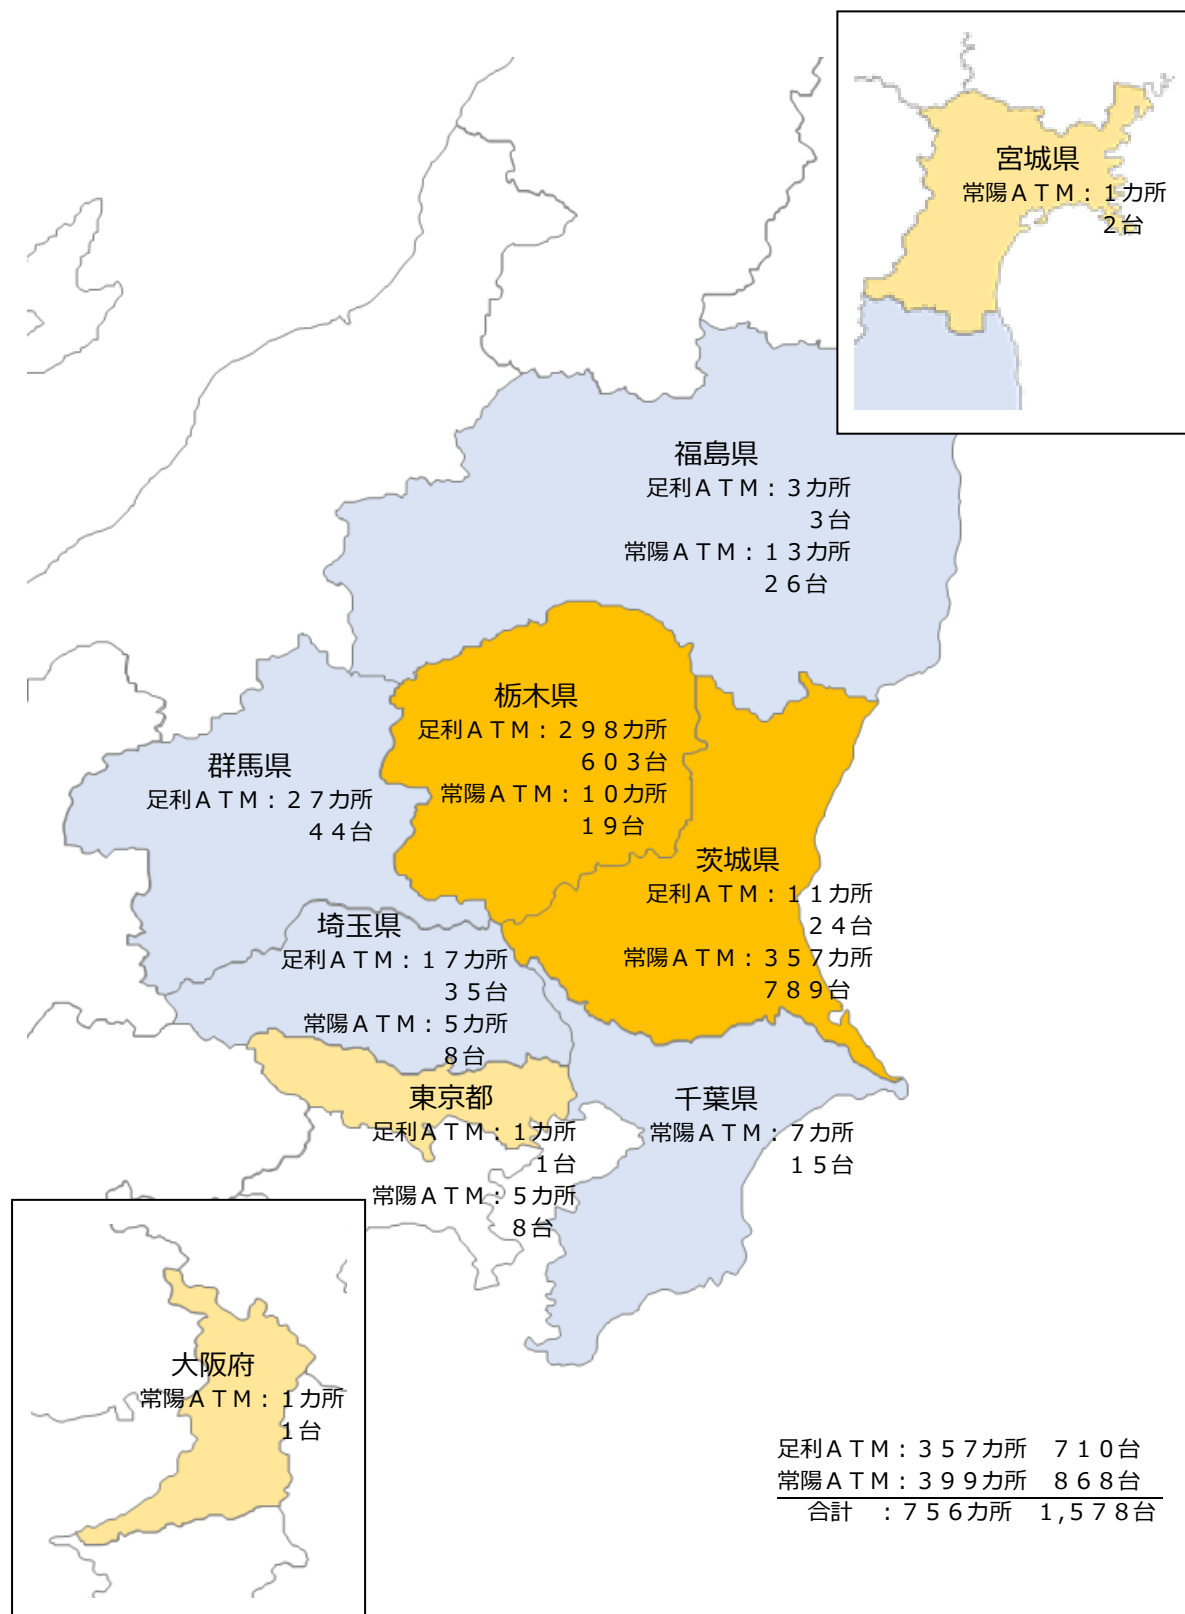 宮城県
常陽ＡＴＭ：１カ所
２台
福島県
足利ＡＴＭ：３カ所
３台
常陽ＡＴＭ：１３カ所
２６台
栃木県
足利ＡＴＭ：２９８カ所
６０３台
常陽ＡＴＭ：１０カ所
１９台
群馬県
足利ＡＴＭ：２７カ所
４４台
茨城県
足利ＡＴＭ：１１カ所
２４台
常陽ＡＴＭ：３５７カ所
７８９台
埼玉県
足利ＡＴＭ：１７カ所
３５台
常陽ＡＴＭ：５カ所
８台
東京都
足利ＡＴＭ：１カ所
１台
常陽ＡＴＭ：５カ所
８台
千葉県
常陽ＡＴＭ：７カ所
１５台
大阪府
常陽ＡＴＭ：１カ所
１台
足利ＡＴＭ：３５７カ所　７１０台
常陽ＡＴＭ：３９９カ所　８６８台
合計　：７５６カ所　１,５７８台